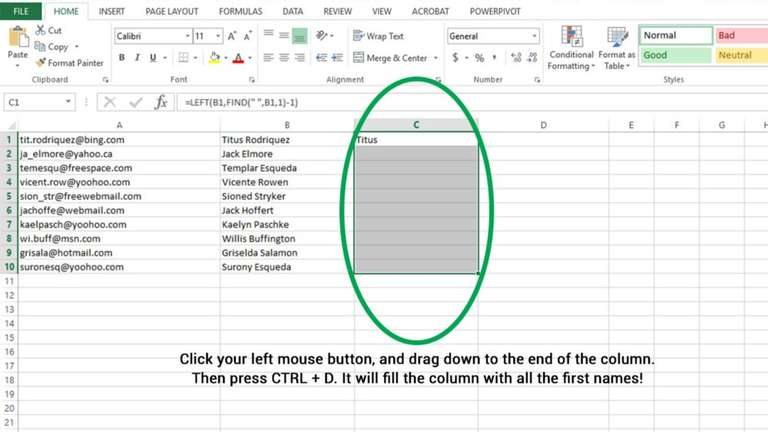 FILE HOME INSERT PAGE LAYOUT FORMULAS DATA REVIEW VIEW ACROBAT POWERPIVOT
Cut Calibri 11 A A Wrap Text General Normal Bad
Copy
Paste Format Painter B I U A Merge & Center $ % , Conditional Formatting Format as Table Good Neutral
Clipboard Font Alignment Number Styles
C1 fx =LEFT(B1,FIND(" ",B1,1)-1)
A B C D E F G H
1 tit.rodriquez@bing.com Titus Rodriquez Titus
2 ja_elmore@yahoo.ca Jack Elmore
3 temesqu@freespace.com Templar Esqueda
4 vicent.row@yoohoo.com Vicente Rowen
5 sion_str@freewebmail.com Sioned Stryker
6 jachoffe@webmail.com Jack Hoffert
7 kaelpasch@yoohoo.com Kaelyn Paschke
8 wi.buff@msn.com Willis Buffington
9 grisala@hotmail.com Griselda Salamon
10 suronesq@yoohoo.com Surony Esqueda
11
12
13
14
15
16
17
18
19
20
21
Click your left mouse button, and drag down to the end of the column.
Then press CTRL + D. It will fill the column with all the first names!